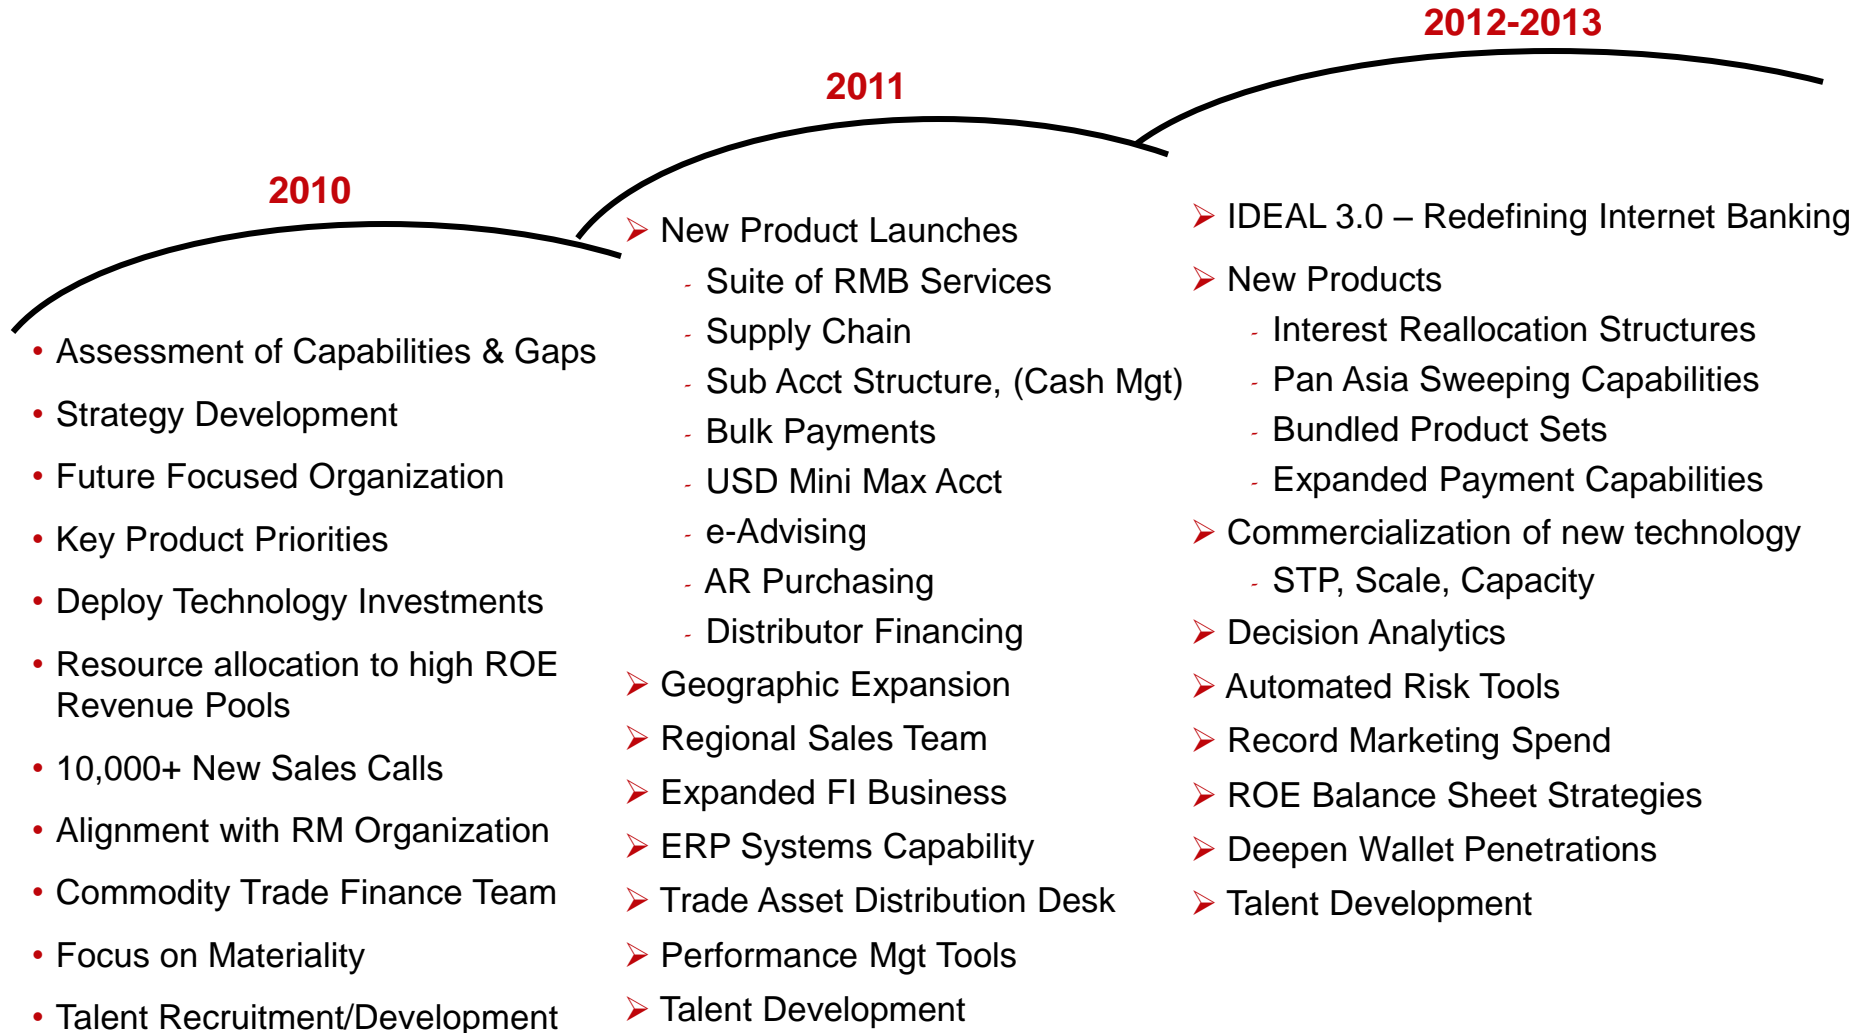 2010
• Assessment of Capabilities & Gaps
• Strategy Development
• Future Focused Organization
• Key Product Priorities
• Deploy Technology Investments
• Resource allocation to high ROE
Revenue Pools
• 10,000+ New Sales Calls
• Alignment with RM Organization
• Commodity Trade Finance Team
• Focus on Materiality
• Talent Recruitment/Development
2011
➢ New Product Launches
- Suite of RMB Services
- Supply Chain
- Sub Acct Structure, (Cash Mgt)
- Bulk Payments
- USD Mini Max Acct
- e-Advising
- AR Purchasing
- Distributor Financing
➢ Geographic Expansion
➢ Regional Sales Team
➢ Expanded FI Business
➢ ERP Systems Capability
➢ Trade Asset Distribution Desk
➢ Performance Mgt Tools
➢ Talent Development
2012-2013
➢ IDEAL 3.0 – Redefining Internet Banking
➢ New Products
- Interest Reallocation Structures
- Pan Asia Sweeping Capabilities
- Bundled Product Sets
- Expanded Payment Capabilities
➢ Commercialization of new technology
- STP, Scale, Capacity
➢ Decision Analytics
➢ Automated Risk Tools
➢ Record Marketing Spend
➢ ROE Balance Sheet Strategies
➢ Deepen Wallet Penetrations
➢ Talent Development